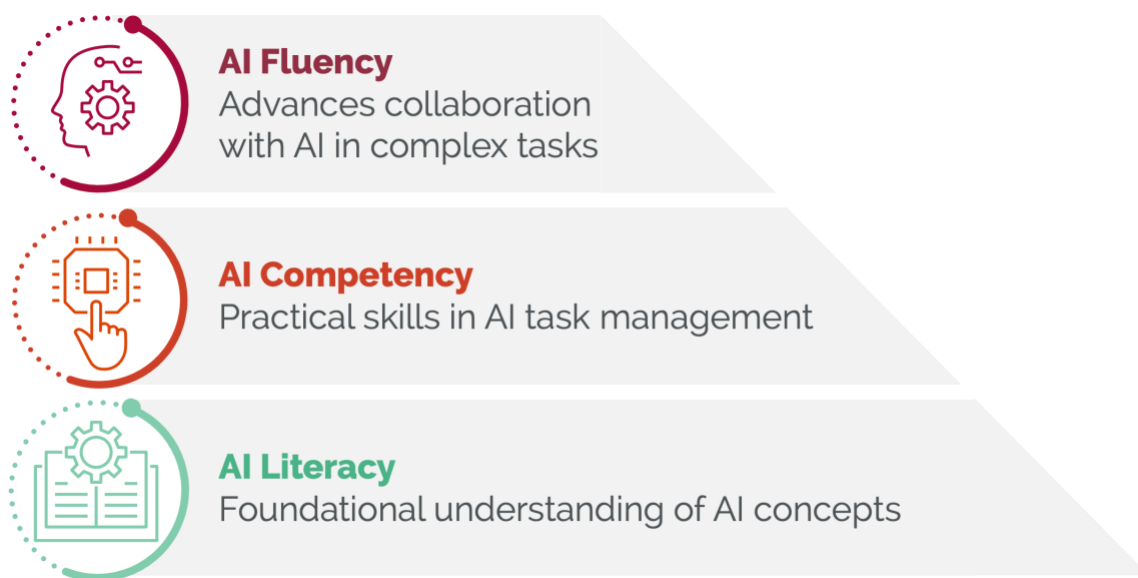 AI Fluency
Advances collaboration
with AI in complex tasks
AI Competency
Practical skills in AI task management
AI Literacy
Foundational understanding of AI concepts